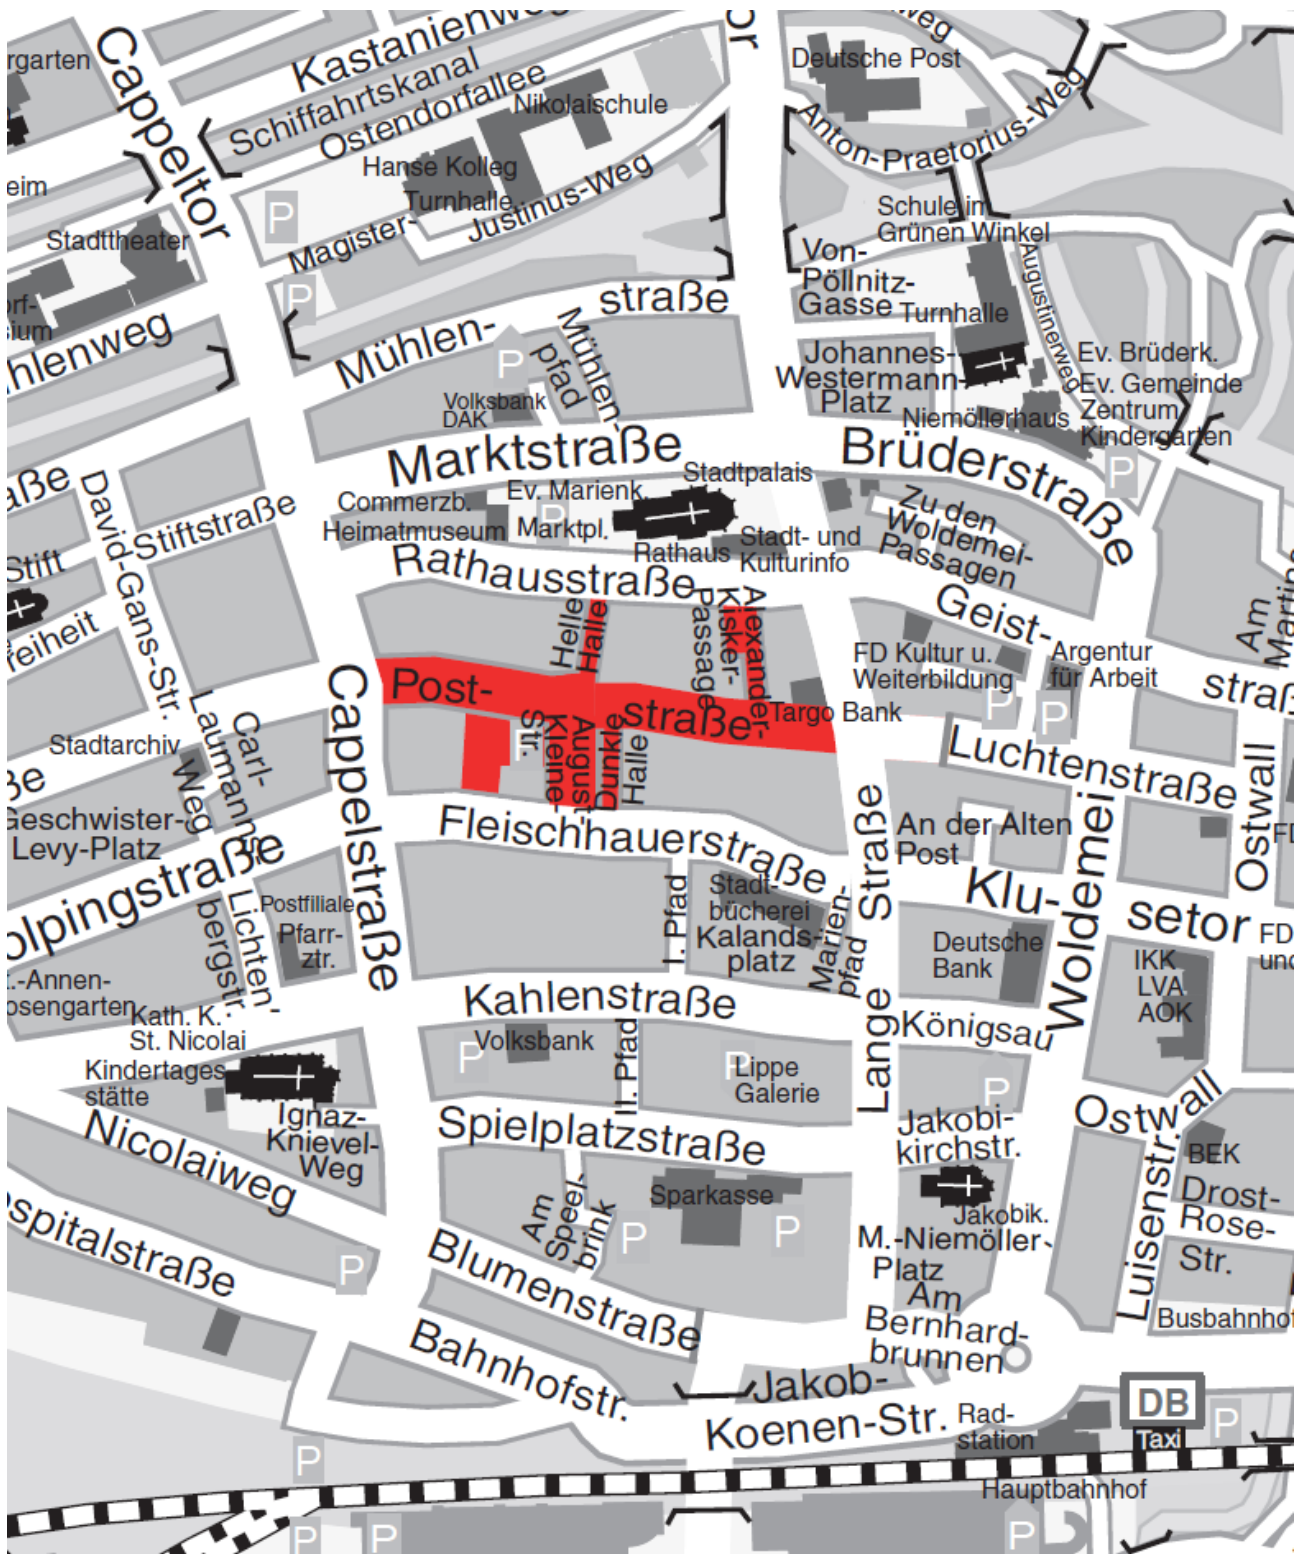 Cappeltor
Kastanienweg
Schiffahrtskanal
Ostendorfallee
Nikolaischule
Hanse Kolleg
Turnhalle
Magister-
Justinus-Weg
P
P
Stadttheater
Deutsche Post
Anton-Praetorius-Weg
Schule im
Grünen Winkel
Von-
Pöllnitz-
Gasse
Turnhalle
Augustinerweg
Johannes-
Westermann-
Platz
Ev. Brüderk.
Ev. Gemeinde
Zentrum
Kindergarten
Niemöllerhaus
P
Mühlen-
straße
Mühlen-
pfad
P
Volksbank
DAK
Marktstraße
Brüderstraße
Stadtpalais
Commerzb.
Ev. Marienk.
P
Heimatmuseum
Marktpl.
Rathaus
Stadt- und
Kulturinfo
Zu den
Woldemei-
Passagen
Rathausstraße
Geist-
straß
Am
David-Gans-Str.
Stiftstraße
Stift
Helle
Halle
Kisker-
Passage
Alexander-
Post-
straße
Targo Bank
FD Kultur u.
Weiterbildung
P
Argentur
für Arbeit
P
Luchtenstraße
Ostwall
August-
Kleine-
Str.
Dunkle
Halle
Cappelstraße
Carl-
Laumanns-
Weg
Stadtarchiv
Geschwister-
Levy-Platz
Fleischhauerstraße
Lange Straße
An der Alten
Post
Klu-
setor
Woldemei
Postfiliale
Pfarr-
ztr.
Lichten-
bergstr.
I. Pfad
Stadt-
bücherei
Kalands-
platz
Marien-
pfad
Deutsche
Bank
IKK
LVA
AOK
FD
Kahlenstraße
Königsau
Kath. K.
St. Nicolai
Kindertages
stätte
Ignaz-
Knievel-
Weg
P
Volksbank
II. Pfad
P
Lippe
Galerie
P
Nicolaiweg
Spielplatzstraße
Jakobi-
kirchstr.
Ostwall
BEK
Drost-
Rose-
Str.
Luisenstr.
Am
Speel-
brink
P
Sparkasse
P
Jakobik.
M.-Niemöller-
Platz
Am
Bernhard-
brunnen
P
Blumenstraße
Bahnhofstr.
Jakob-
Koenen-Str.
Busbahnhof
Rad-
station
DB
Taxi
P
Hauptbahnhof
P
P
P
P